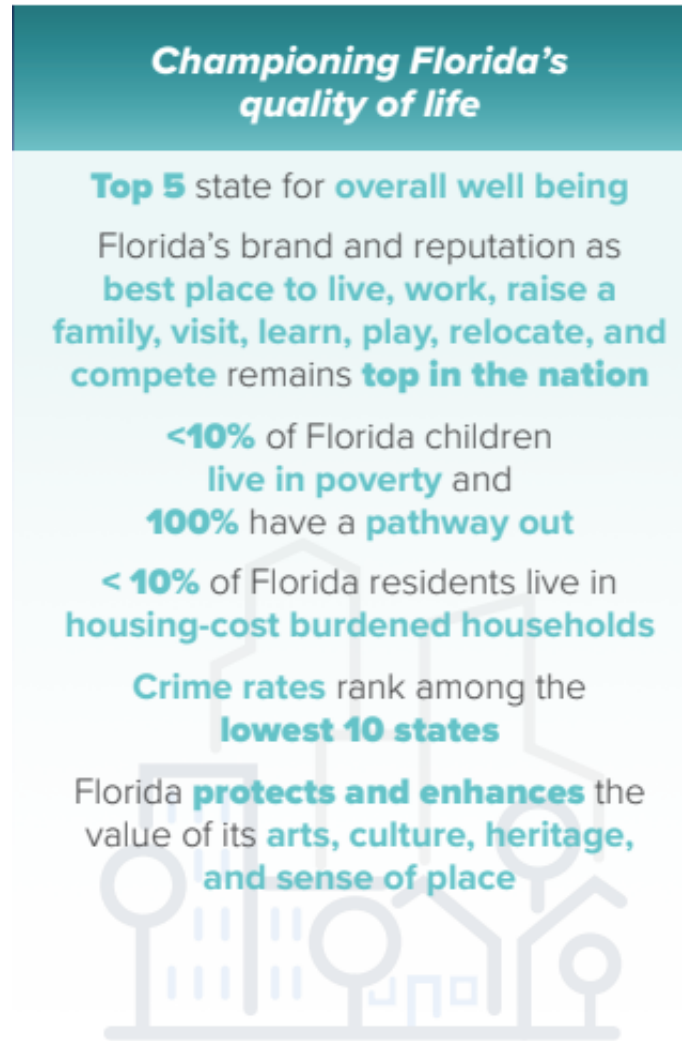 Championing Florida’s
quality of life
Top 5 state for overall well being
Florida’s brand and reputation as
best place to live, work, raise a
family, visit, learn, play, relocate, and
compete remains top in the nation
<10% of Florida children
live in poverty and
100% have a pathway out
< 10% of Florida residents live in
housing-cost burdened households
Crime rates rank among the
lowest 10 states
Florida protects and enhances the
value of its arts, culture, heritage,
and sense of place